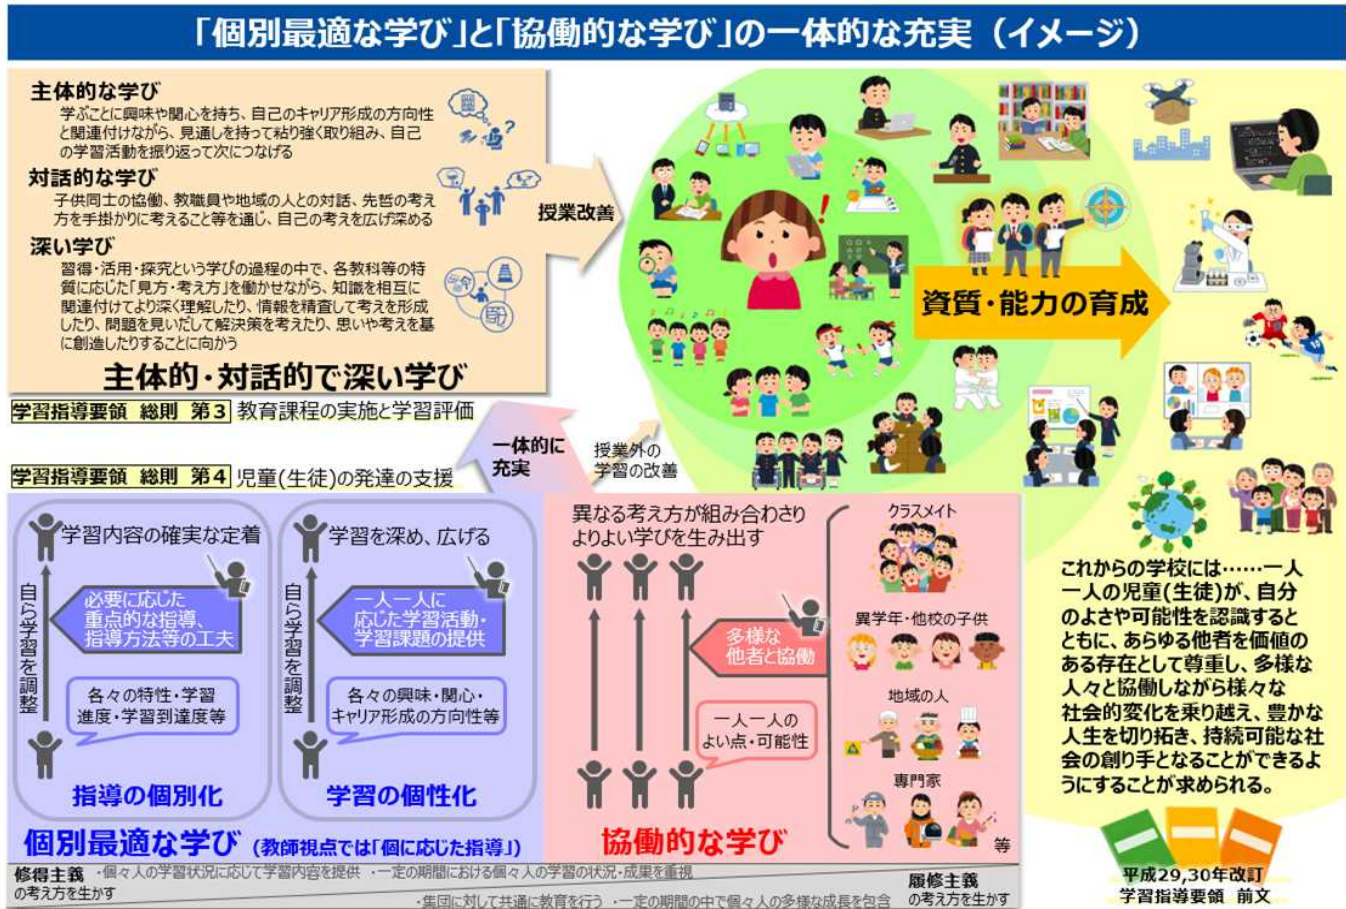 「個別最適な学び」と「協働的な学び」の一体的な充実（イメージ）
主体的な学び
学ぶことに興味や関心を持ち、自己のキャリア形成の方向性
と関連付けながら、見通しを持って粘り強く取り組み、自己
の学習活動を振り返って次につなげる
対話的な学び
子供同士の協働、教職員や地域の人との対話、先哲の考え
方を手掛かりに考えること等を通じ、自己の考えを広げ深める
深い学び
習得・活用・探究という学びの過程の中で、各教科等の特
質に応じた「見方・考え方」を働かせながら、知識を相互に
関連付けてより深く理解したり、情報を精査して考えを形成
したり、問題を見いだして解決策を考えたり、思いや考えを基
に創造したりすることに向かう
主体的・対話的で深い学び
授業改善
資質・能力の育成
学習指導要領 総則 第３ 教育課程の実施と学習評価
一体的に
充実
授業外の
学習の改善
学習指導要領 総則 第４ 児童(生徒)の発達の支援
学習内容の確実な定着
自ら学習を調整
必要に応じた
重点的な指導、
指導方法等の工夫
各々の特性・学習
進度・学習到達度等
指導の個別化
学習を深め、広げる
自ら学習を調整
一人一人に
応じた学習活動・
学習課題の提供
各々の興味・関心・
キャリア形成の方向性等
学習の個性化
個別最適な学び (教師視点では「個に応じた指導」)
異なる考え方が組み合わさり
よりよい学びを生み出す
多様な
他者と協働
一人一人の
よい点・可能性
協働的な学び
クラスメイト
異学年・他校の子供
地域の人
専門家
等
これからの学校には……一人
一人の児童(生徒)が、自分
のよさや可能性を認識すると
ともに、あらゆる他者を価値の
ある存在として尊重し、多様な
人々と協働しながら様々な
社会的変化を乗り越え、豊かな
人生を切り拓き、持続可能な社
会の創り手となることができるよ
うにすることが求められる。
平成29,30年改訂
学習指導要領 前文
修得主義
の考え方を生かす
・個々人の学習状況に応じて学習内容を提供 ・一定の期間における個々人の学習の状況・成果を重視
履修主義
の考え方を生かす
・集団に対して共通に教育を行う ・一定の期間の中で個々人の多様な成長を包含